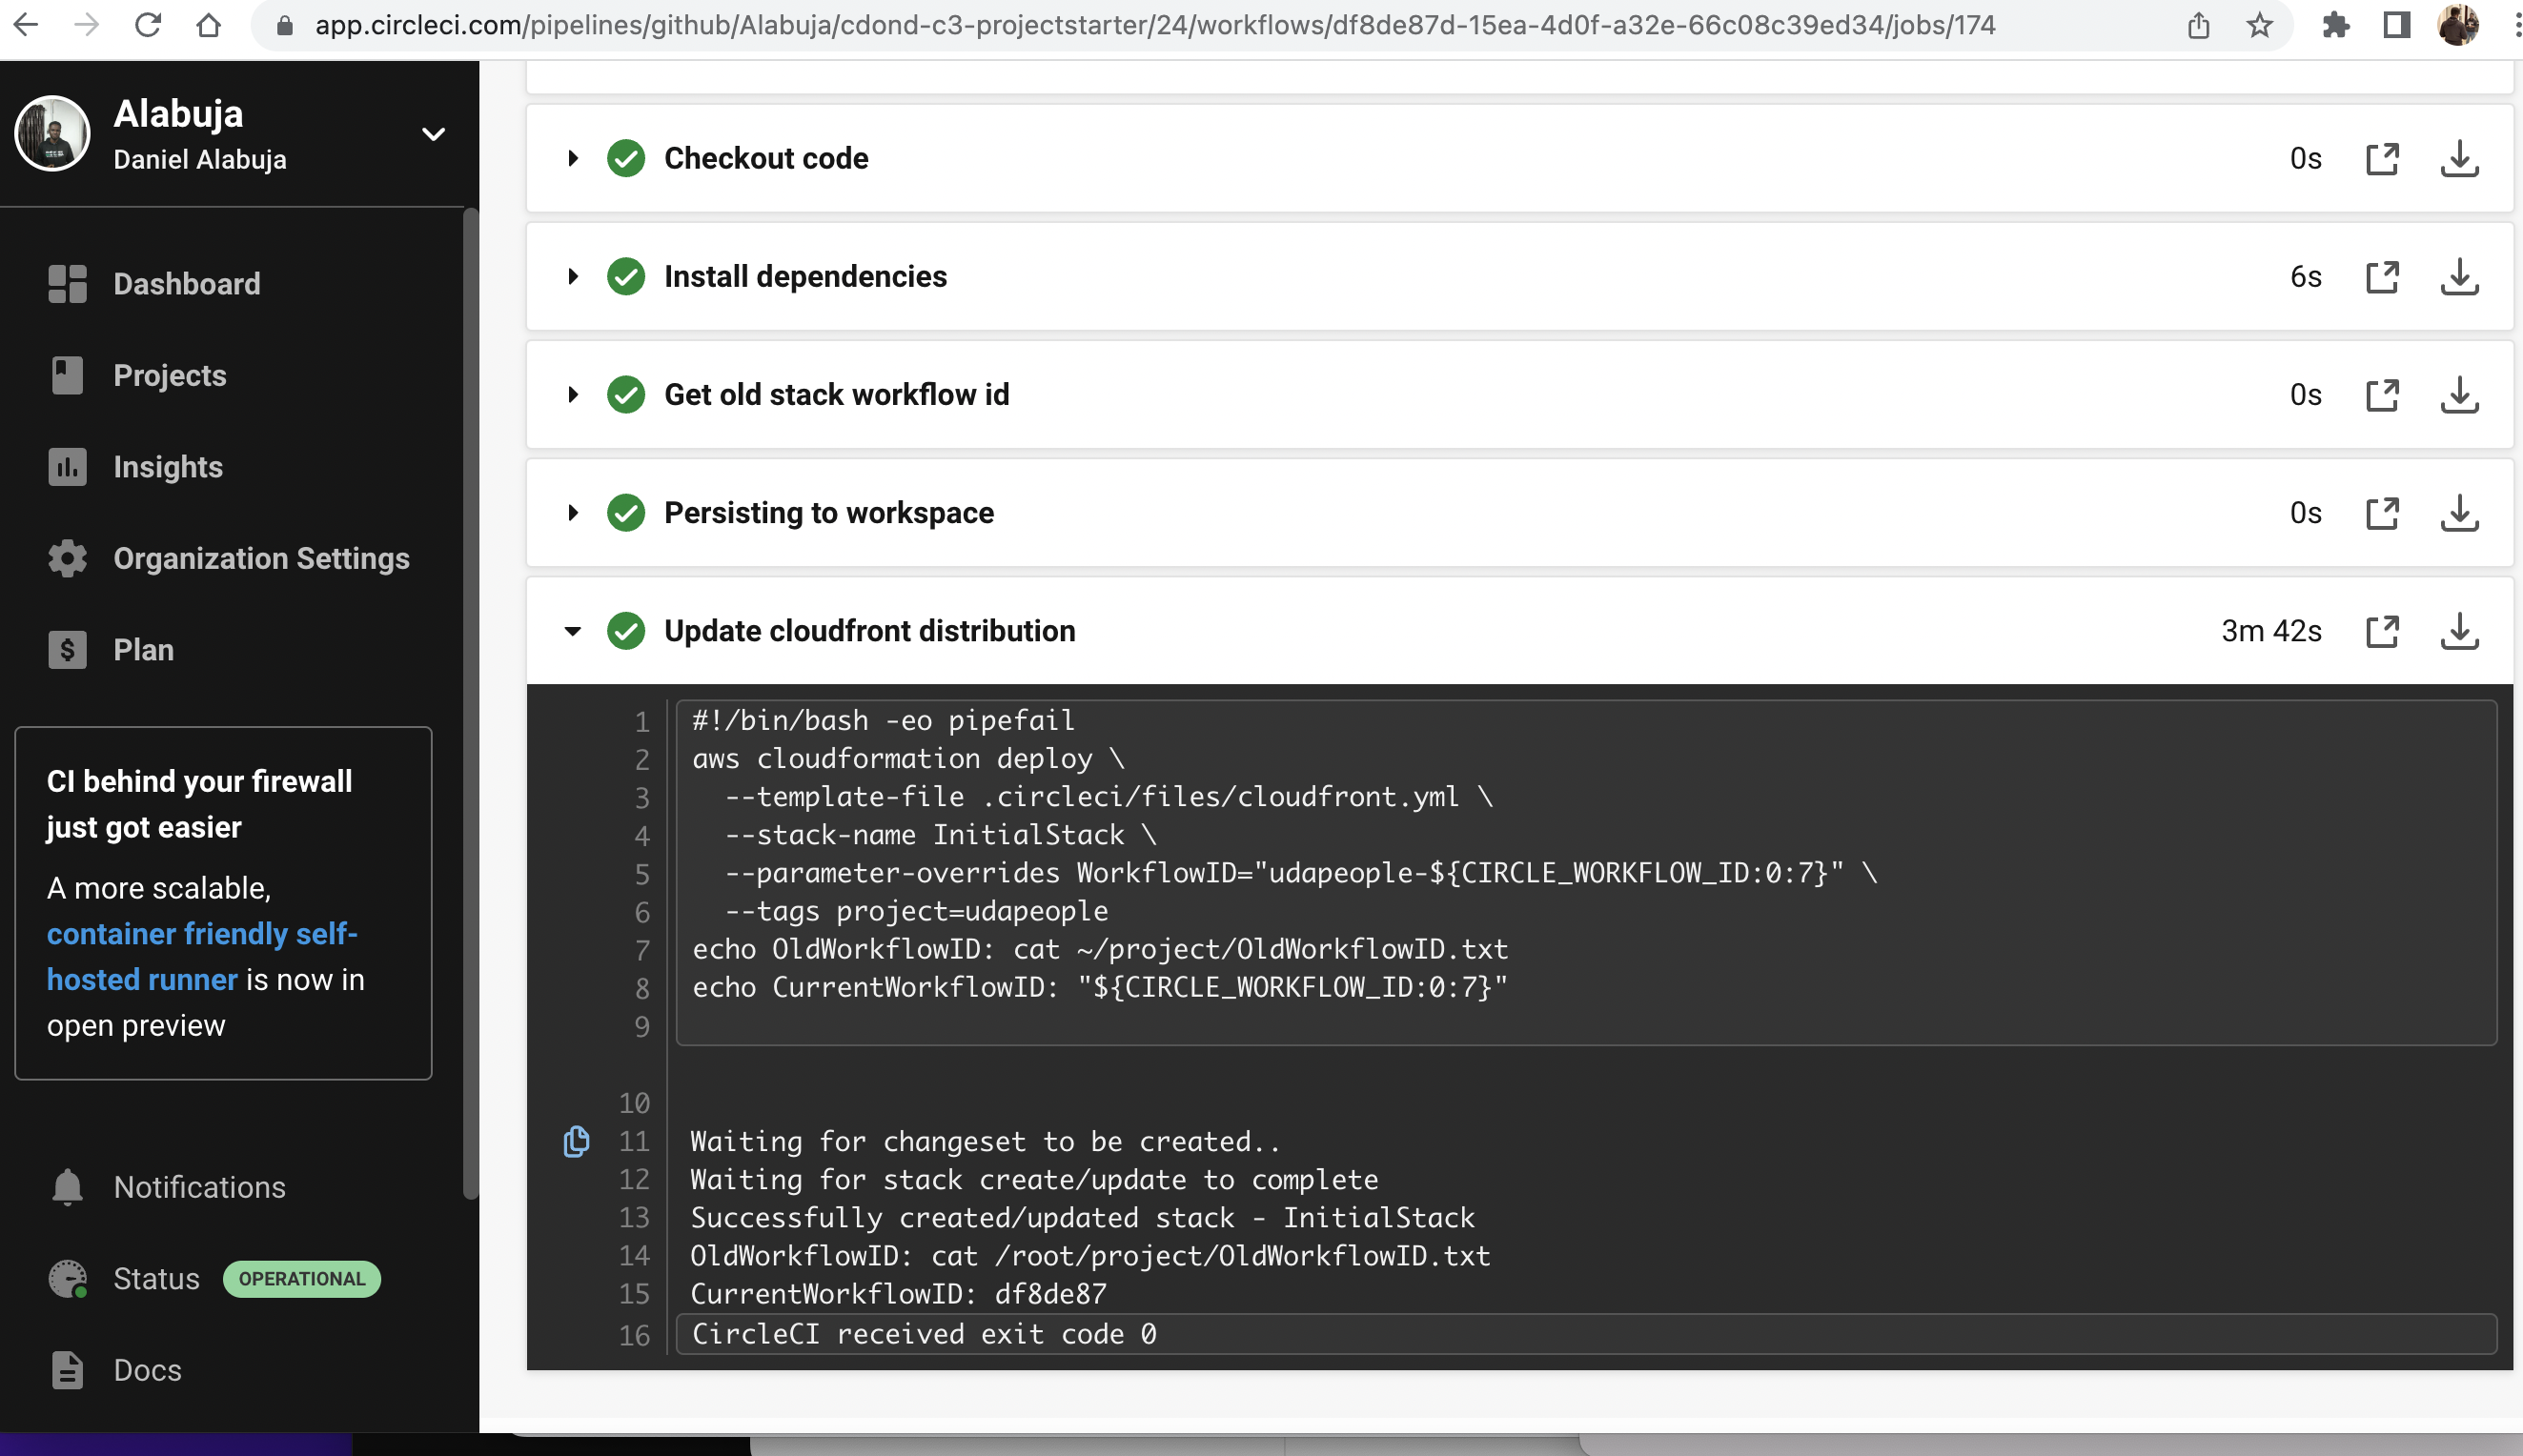 app.circleci.com/pipelines/github/Alabuja/cdond-c3-projectstarter/24/workflows/df8de87d-15ea-4d0f-a32e-66c08c39ed34/jobs/174
Alabuja
Daniel Alabuja
Dashboard
Projects
Insights
Organization Settings
Plan
CI behind your firewall
just got easier
A more scalable,
container friendly self-
hosted runner is now in
open preview
Notifications
Status OPERATIONAL
Docs
Checkout code 0s
Install dependencies 6s
Get old stack workflow id 0s
Persisting to workspace 0s
Update cloudfront distribution 3m 42s
1 #!/bin/bash -eo pipefail
2 aws cloudformation deploy \
3   --template-file .circleci/files/cloudfront.yml \
4   --stack-name InitialStack \
5   --parameter-overrides WorkflowID="udapeople-${CIRCLE_WORKFLOW_ID:0:7}" \
6   --tags project=udapeople
7 echo OldWorkflowID: cat ~/project/OldWorkflowID.txt
8 echo CurrentWorkflowID: "${CIRCLE_WORKFLOW_ID:0:7}"
9
10
11 Waiting for changeset to be created..
12 Waiting for stack create/update to complete
13 Successfully created/updated stack - InitialStack
14 OldWorkflowID: cat /root/project/OldWorkflowID.txt
15 CurrentWorkflowID: df8de87
16 CircleCI received exit code 0